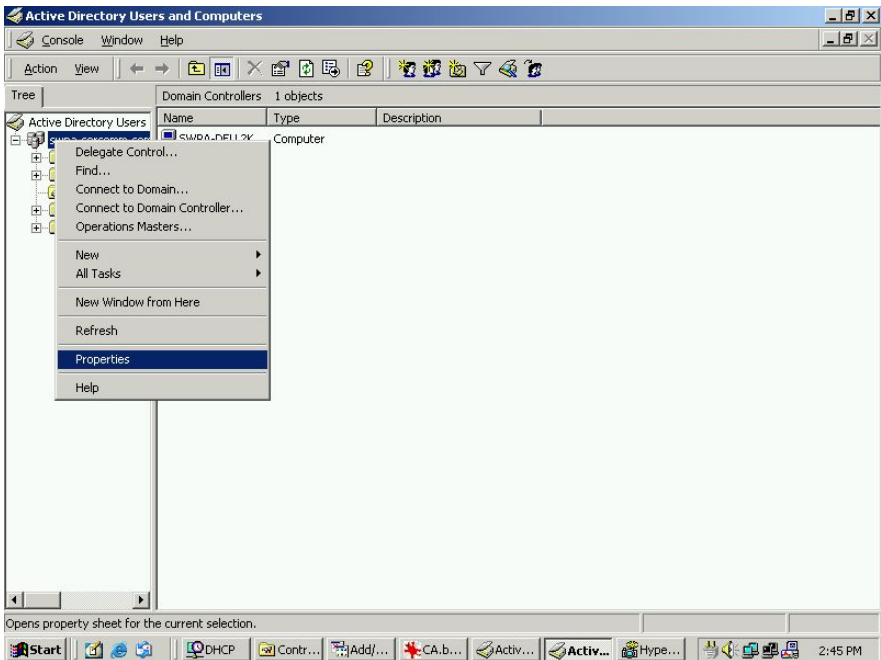 Active Directory Users and Computers
Console Window Help
Action View
Tree
Domain Controllers 1 objects
Active Directory Users
Name Type Description
SWPA-DELL2K Computer
Delegate Control...
Find...
Connect to Domain...
Connect to Domain Controller...
Operations Masters...
New
All Tasks
New Window from Here
Refresh
Properties
Help
Opens property sheet for the current selection.
Start DHCP Contr... Add/... CA.b... Activ... Activ... Hype... 2:45 PM